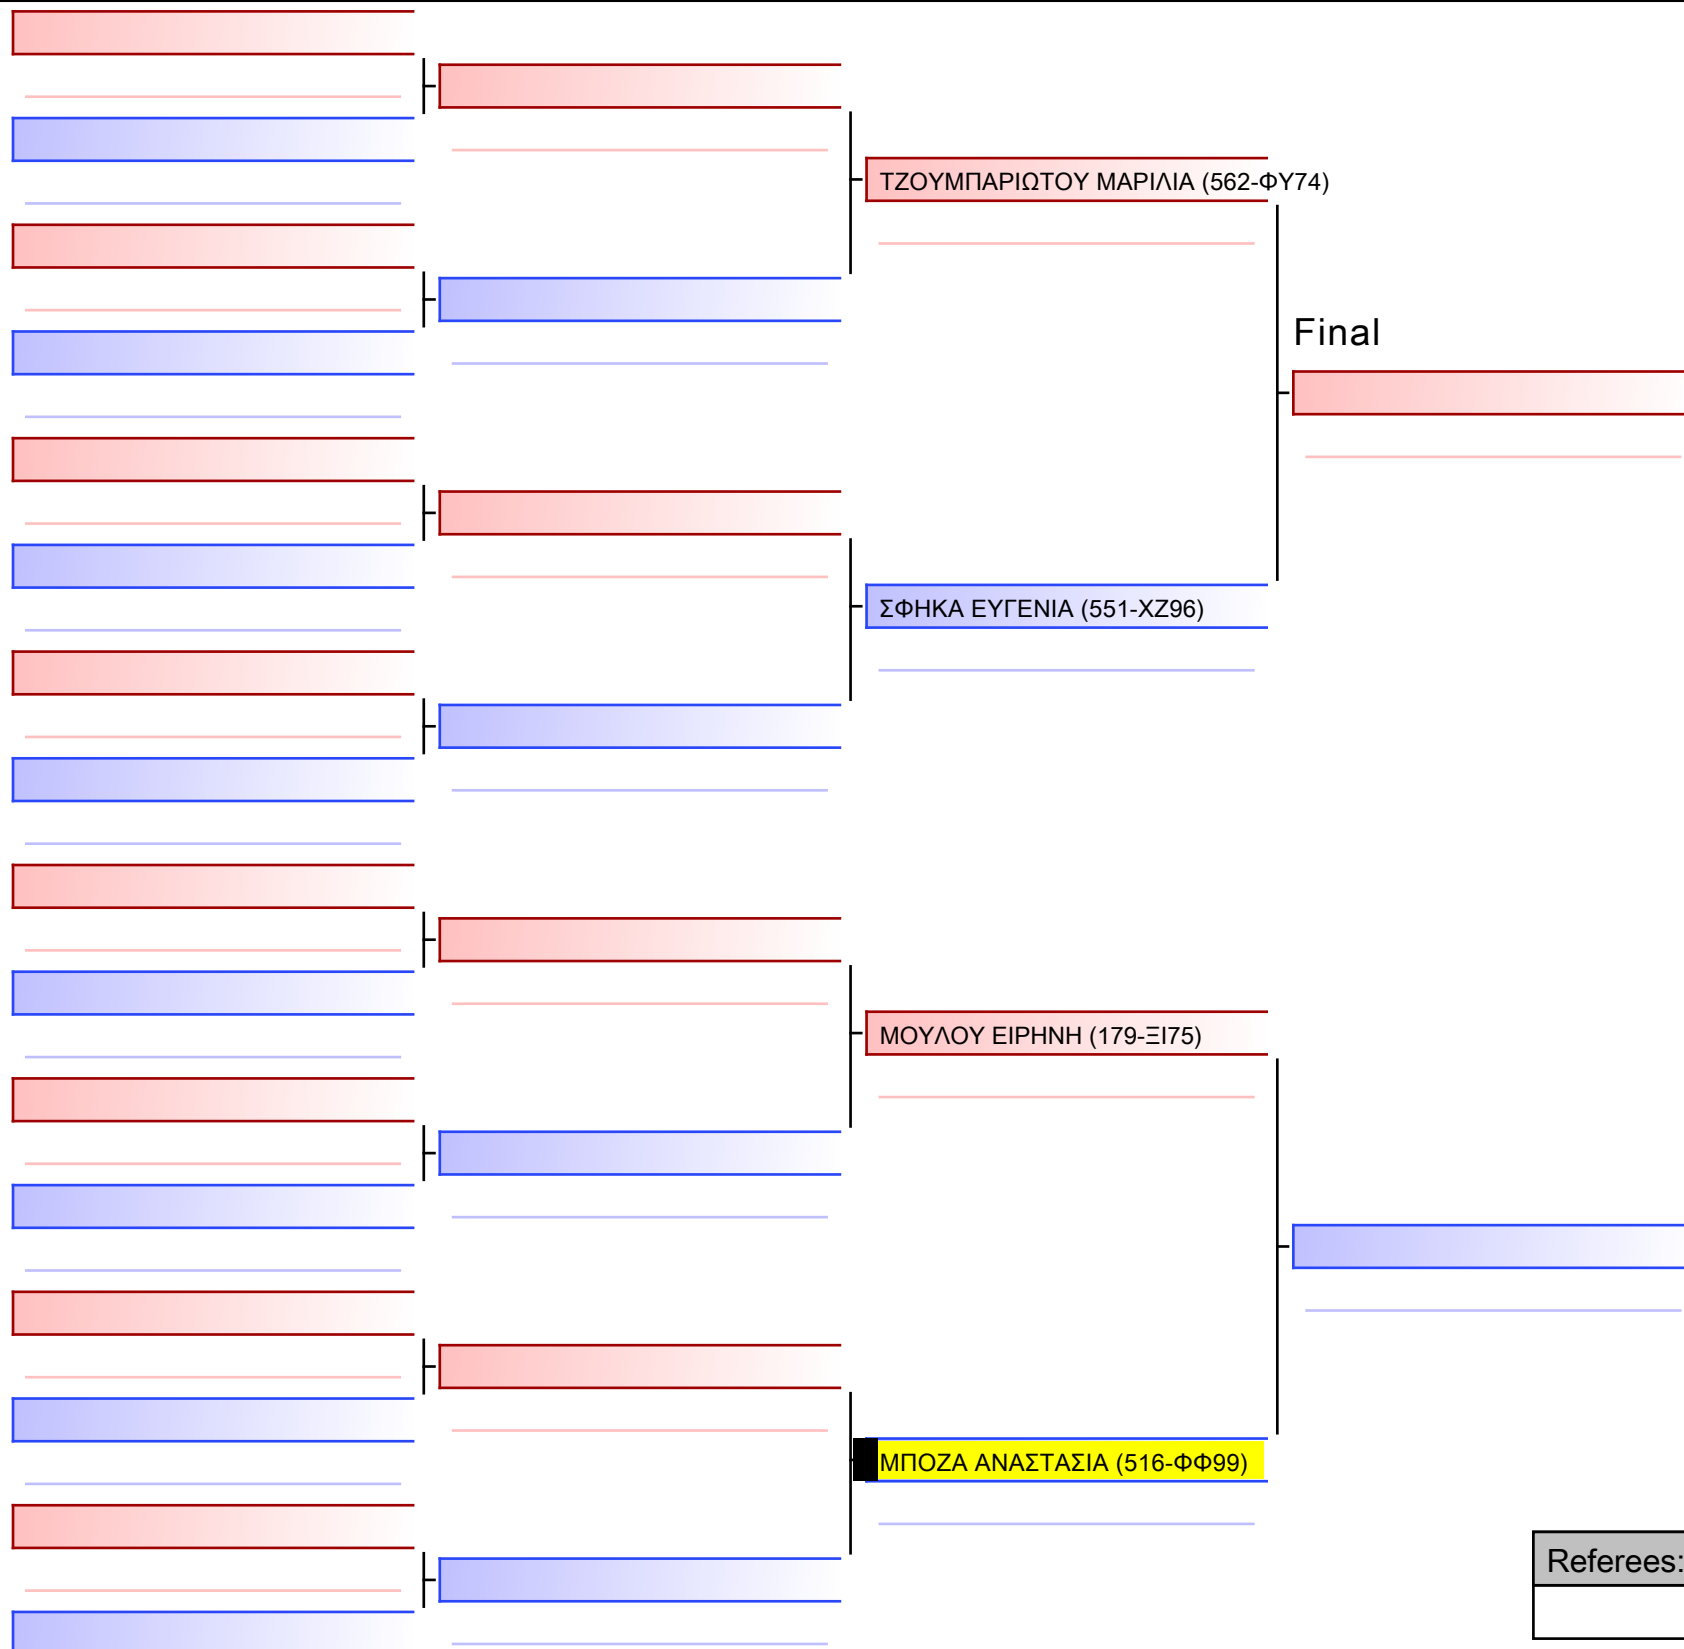 ΤΖΟΥΜΠΑΡΙΩΤΟΥ ΜΑΡΙΛΙΑ (562-ΦΥ74)
Final
ΣΦΗΚΑ ΕΥΓΕΝΙΑ (551-ΧΖ96)
ΜΟΥΛΟΥ ΕΙΡΗΝΗ (179-ΞΙ75)
ΜΠΟΖΑ ΑΝΑΣΤΑΣΙΑ (516-ΦΦ99)
Referees: